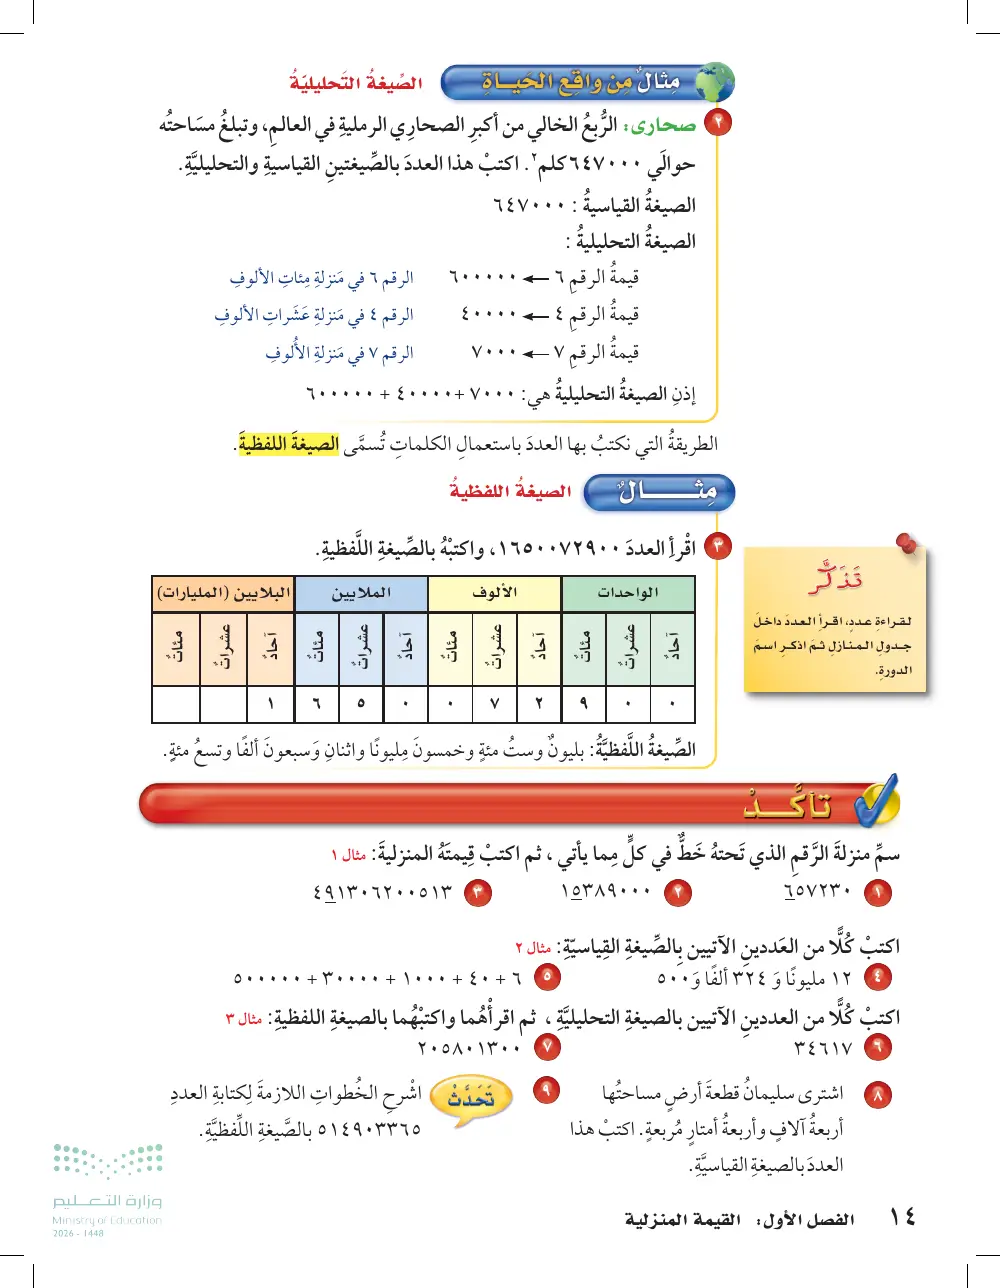 مِثالٌ مِن واقِعِ الحَياةِ الصِّيغةُ التَحليليّةُ
٢ صحارى: الرُّبعُ الخالي من أكبرِ الصحارِي الرمليةِ في العالمِ، وتبلغُ مسَاحتُه
حوالَي ٦٤٧٠٠٠ كلم٢. اكتبْ هذا العددَ بالصِّيغتينِ القياسيةِ والتحليليَّةِ.
الصيغةُ القياسيةُ : ٦٤٧٠٠٠
الصيغةُ التحليليةُ :
قيمةُ الرقمِ ٦ ← ٦٠٠٠٠٠ الرقم ٦ في مَنزلةِ مِئاتِ الألوفِ
قيمةُ الرقمِ ٤ ← ٤٠٠٠٠ الرقم ٤ في مَنزلةِ عَشَراتِ الألوفِ
قيمةُ الرقمِ ٧ ← ٧٠٠٠ الرقم ٧ في مَنزلةِ الأُلوفِ
إذنِ الصيغةُ التحليليةُ هي: ٧٠٠٠ + ٤٠٠٠٠ + ٦٠٠٠٠٠
الطريقةُ التي نكتبُ بها العددَ باستعمالِ الكلماتِ تُسمَّى الصيغةَ اللفظيةَ.
مِثــالٌ الصيغةُ اللفظيةُ
٣ اقْرأِ العددَ ١٦٥٠٠٧٢٩٠٠، واكتبْهُ بالصِّيغةِ اللَّفظيةِ.
تَذَكَّر
لقراءةِ عددٍ، اقرأِ العددَ داخلَ
جدولِ المنازلِ ثمَ اذكرِ اسمَ
الدورةِ.
الواحدات الألوف الملايين البلايين (المليارات)
آحادٌ عشراتٌ مئاتٌ آحادٌ عشراتٌ مئاتٌ آحادٌ عشراتٌ مئاتٌ آحادٌ عشراتٌ مئاتٌ
٠ ٠ ٩ ٢ ٧ ٠ ٠ ٥ ٦ ١
الصِّيغةُ اللَّفظيَّةُ: بليونٌ وستُ مئةٍ وخمسونَ مِليونًا واثنانِ وَسبعونَ ألفًا وتسعُ مئةٍ.
تأكَّــدْ
سمِّ منزلةَ الرَّقمِ الذي تَحتهُ خَطٌّ في كلٍّ مِما يأتي ، ثم اكتبْ قِيمتَهُ المنزليةَ: مثال ١
١ ٦٥٧٢٣٠ ٢ ١٥٣٨٩٠٠٠ ٣ ٤٩١٣٠٦٢٠٠٥١٣
اكتبْ كُلًّا من العَددينِ الآتيينِ بِالصِّيغةِ القِياسيّةِ: مثال ٢
٤ ١٢ مليونًا وَ ٣٢٤ ألفًا وَ ٥٠٠ ٥ ٦ + ٤٠ + ١٠٠٠ + ٣٠٠٠٠ + ٥٠٠٠٠٠
اكتبْ كُلًّا من العددينِ الآتيينِ بالصيغةِ التحليليَّةِ ، ثم اقرأْهُما واكتبْهُما بالصيغةِ اللفظيةِ: مثال ٣
٦ ٣٤٦١٧ ٧ ٢٠٥٨٠١٣٠٠
٨ اشترى سليمانُ قطعةَ أرضٍ مساحتُها
أربعةُ آلافٍ وأربعةُ أمتارٍ مُربعةٍ. اكتبْ هذا
العددَ بالصيغةِ القياسيَّةِ.
٩ تَحَدَّثْ اشْرحِ الخُطواتِ اللازمةَ لِكتابةِ العددِ
٥١٤٩٠٣٣٦٥ بالصَّيغةِ اللِّفظيَّةِ.
وزارة التعليم
Ministry of Education
2026 - 1448
١٤ الفصل الأول: القيمة المنزلية